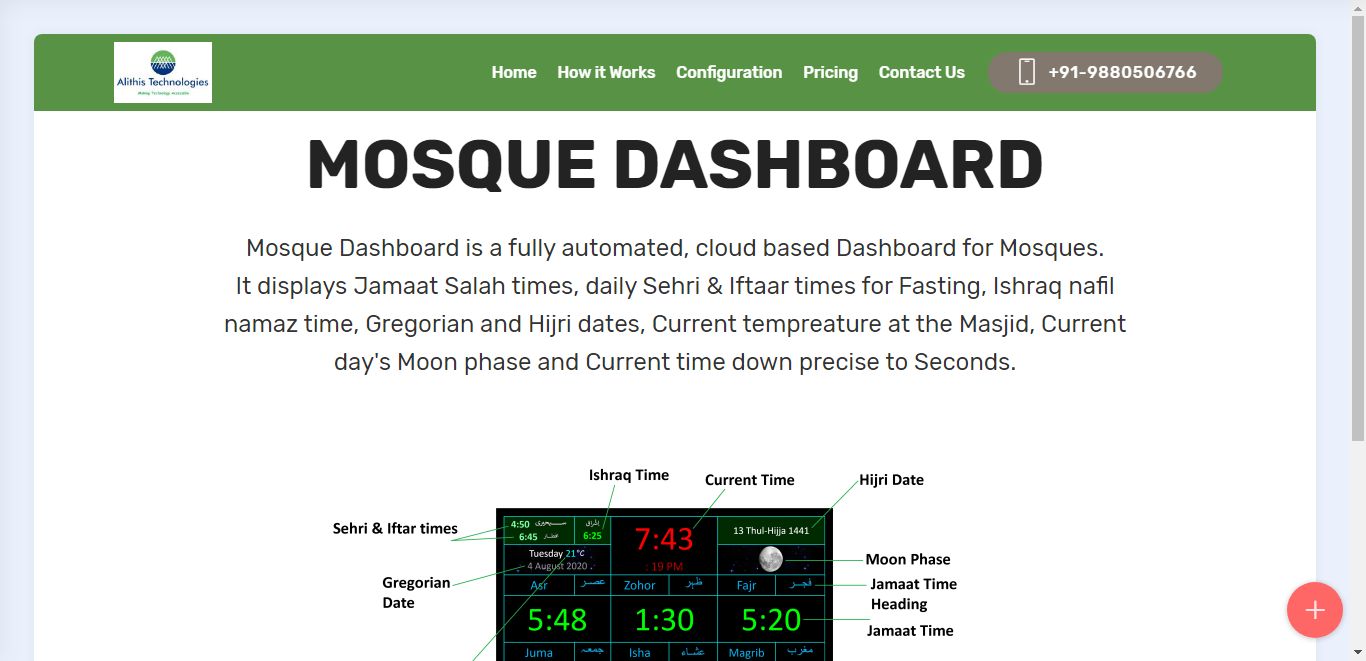 Alithis Technologies
Making Technology Accessible
Home How it Works Configuration Pricing Contact Us +91-9880506766
MOSQUE DASHBOARD
Mosque Dashboard is a fully automated, cloud based Dashboard for Mosques.
It displays Jamaat Salah times, daily Sehri & Iftaar times for Fasting, Ishraq nafil
namaz time, Gregorian and Hijri dates, Current tempreature at the Masjid, Current
day's Moon phase and Current time down precise to Seconds.
Ishraq Time
Current Time
Hijri Date
Sehri & Iftar times
4:50
6:45
اشراق
6:25
7:43
: 19 PM
13 Thul-Hijja 1441
Tuesday 21°C
4 August 2020
Moon Phase
Gregorian
Date
Asr عصر Zohor ظہر Fajr فجر
Jamaat Time
Heading
5:48 1:30 5:20
Jamaat Time
Juma جمعہ Isha عشاء Magrib مغرب